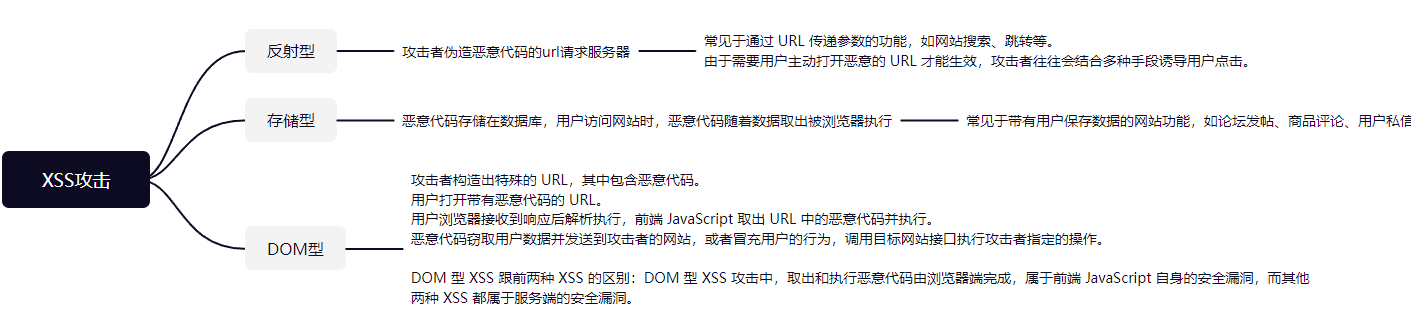 XSS攻击
反射型
攻击者伪造恶意代码的url请求服务器
常见于通过 URL 传递参数的功能，如网站搜索、跳转等。
由于需要用户主动打开恶意的 URL 才能生效，攻击者往往会结合多种手段诱导用户点击。
存储型
恶意代码存储在数据库，用户访问网站时，恶意代码随着数据取出被浏览器执行
常见于带有用户保存数据的网站功能，如论坛发帖、商品评论、用户私信
DOM型
攻击者构造出特殊的 URL，其中包含恶意代码。
用户打开带有恶意代码的 URL。
用户浏览器接收到响应后解析执行，前端 JavaScript 取出 URL 中的恶意代码并执行。
恶意代码窃取用户数据并发送到攻击者的网站，或者冒充用户的行为，调用目标网站接口执行攻击者指定的操作。
DOM 型 XSS 跟前两种 XSS 的区别：DOM 型 XSS 攻击中，取出和执行恶意代码由浏览器端完成，属于前端 JavaScript 自身的安全漏洞，而其他
两种 XSS 都属于服务端的安全漏洞。